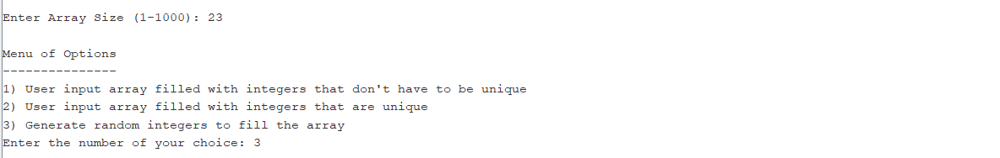 Enter Array Size (1-1000): 23
Menu of Options
---------------
1) User input array filled with integers that don't have to be unique
2) User input array filled with integers that are unique
3) Generate random integers to fill the array
Enter the number of your choice: 3